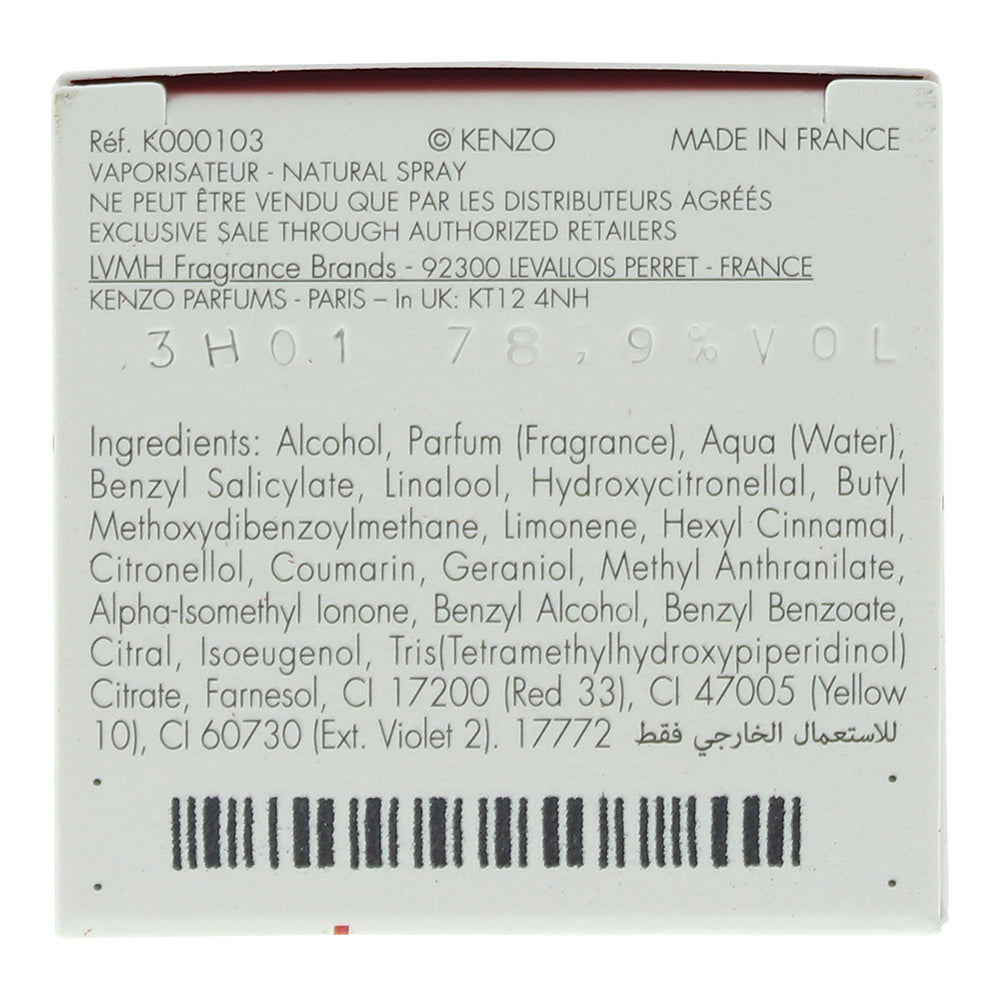 Réf. K000103 © KENZO MADE IN FRANCE
VAPORISATEUR - NATURAL SPRAY
NE PEUT ÊTRE VENDU QUE PAR LES DISTRIBUTEURS AGRÉÉS
EXCLUSIVE SALE THROUGH AUTHORIZED RETAILERS
LVMH Fragrance Brands - 92300 LEVALLOIS PERRET - FRANCE
KENZO PARFUMS - PARIS – In UK: KT12 4NH
3H01 78,9%VOL
Ingredients: Alcohol, Parfum (Fragrance), Aqua (Water),
Benzyl Salicylate, Linalool, Hydroxycitronellal, Butyl
Methoxydibenzoylmethane, Limonene, Hexyl Cinnamal,
Citronellol, Coumarin, Geraniol, Methyl Anthranilate,
Alpha-Isomethyl Ionone, Benzyl Alcohol, Benzyl Benzoate,
Citral, Isoeugenol, Tris(Tetramethylhydroxypiperidinol)
Citrate, Farnesol, CI 17200 (Red 33), CI 47005 (Yellow
10), CI 60730 (Ext. Violet 2). 17772 للاستعمال الخارجي فقط